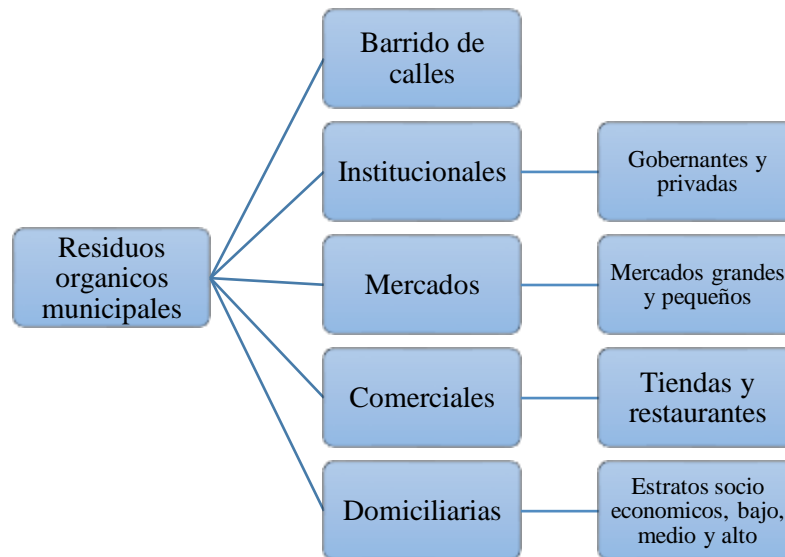 Barrido de
calles
Institucionales
Gobernantes y
privadas
Residuos
organicos
municipales
Mercados
Mercados grandes
y pequeños
Comerciales
Tiendas y
restaurantes
Domiciliarias
Estratos socio
economicos, bajo,
medio y alto